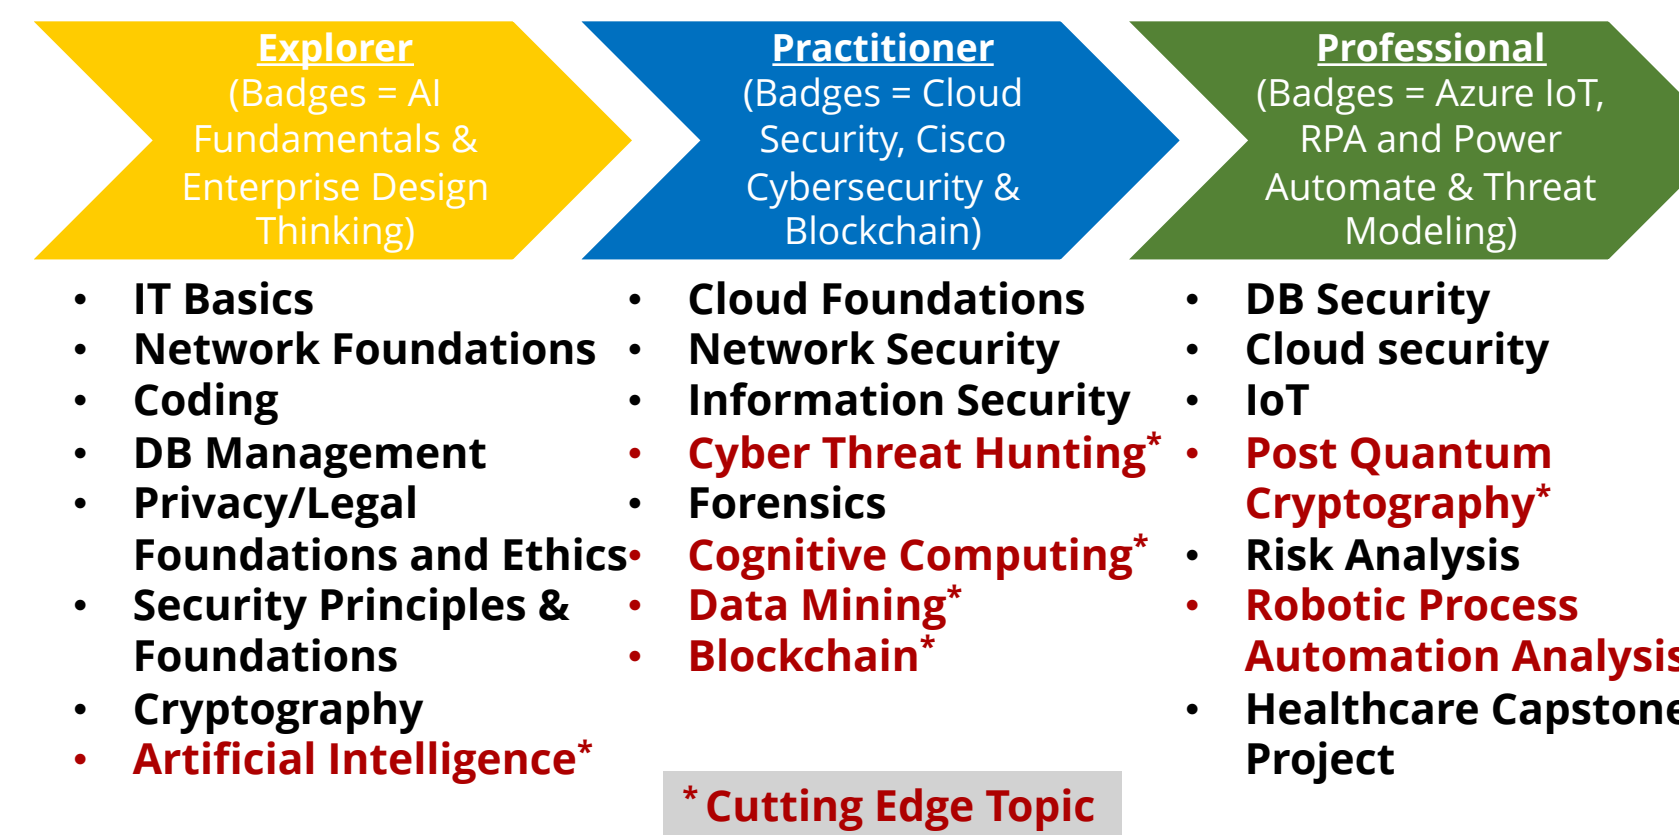 Explorer
(Badges = AI
Fundamentals &
Enterprise Design
Thinking)
• IT Basics
• Network Foundations
• Coding
• DB Management
• Privacy/Legal
Foundations and Ethics
• Security Principles &
Foundations
• Cryptography
• Artificial Intelligence*
Practitioner
(Badges = Cloud
Security, Cisco
Cybersecurity &
Blockchain)
• Cloud Foundations
• Network Security
• Information Security
• Cyber Threat Hunting*
• Forensics
• Cognitive Computing*
• Data Mining*
• Blockchain*
Professional
(Badges = Azure IoT,
RPA and Power
Automate & Threat
Modeling)
• DB Security
• Cloud security
• IoT
• Post Quantum
Cryptography*
• Risk Analysis
• Robotic Process
Automation Analysis
• Healthcare Capstone
Project
* Cutting Edge Topic